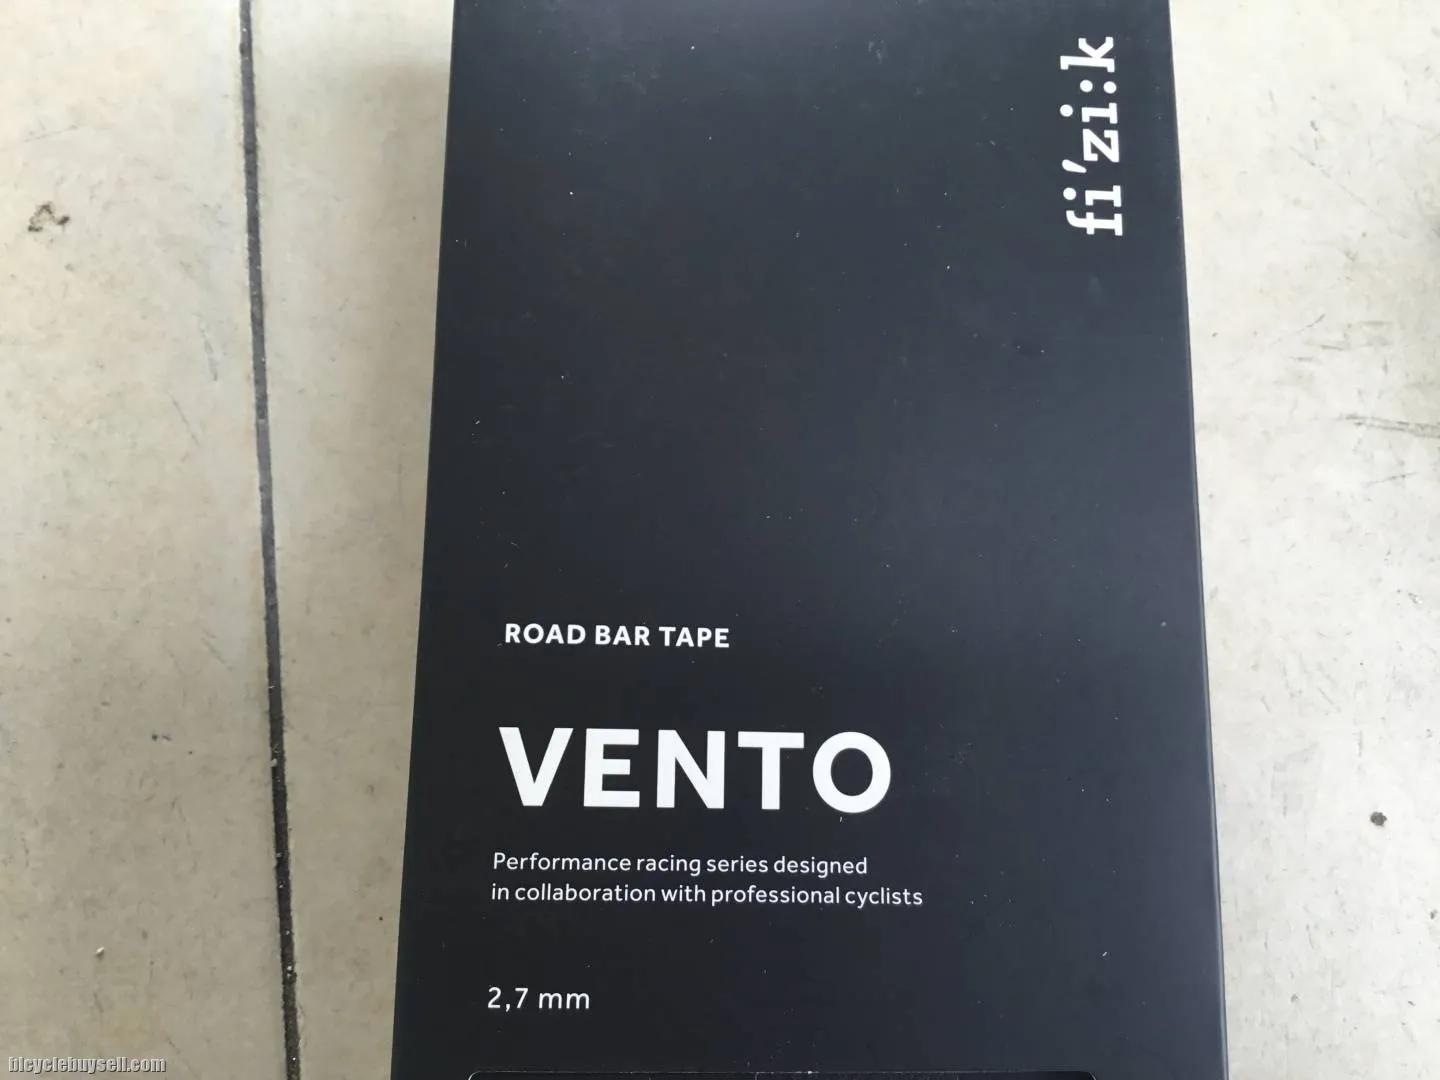 fi'zi:k
ROAD BAR TAPE
VENTO
Performance racing series designed
in collaboration with professional cyclists
2,7 mm
bicyclebuysell.com